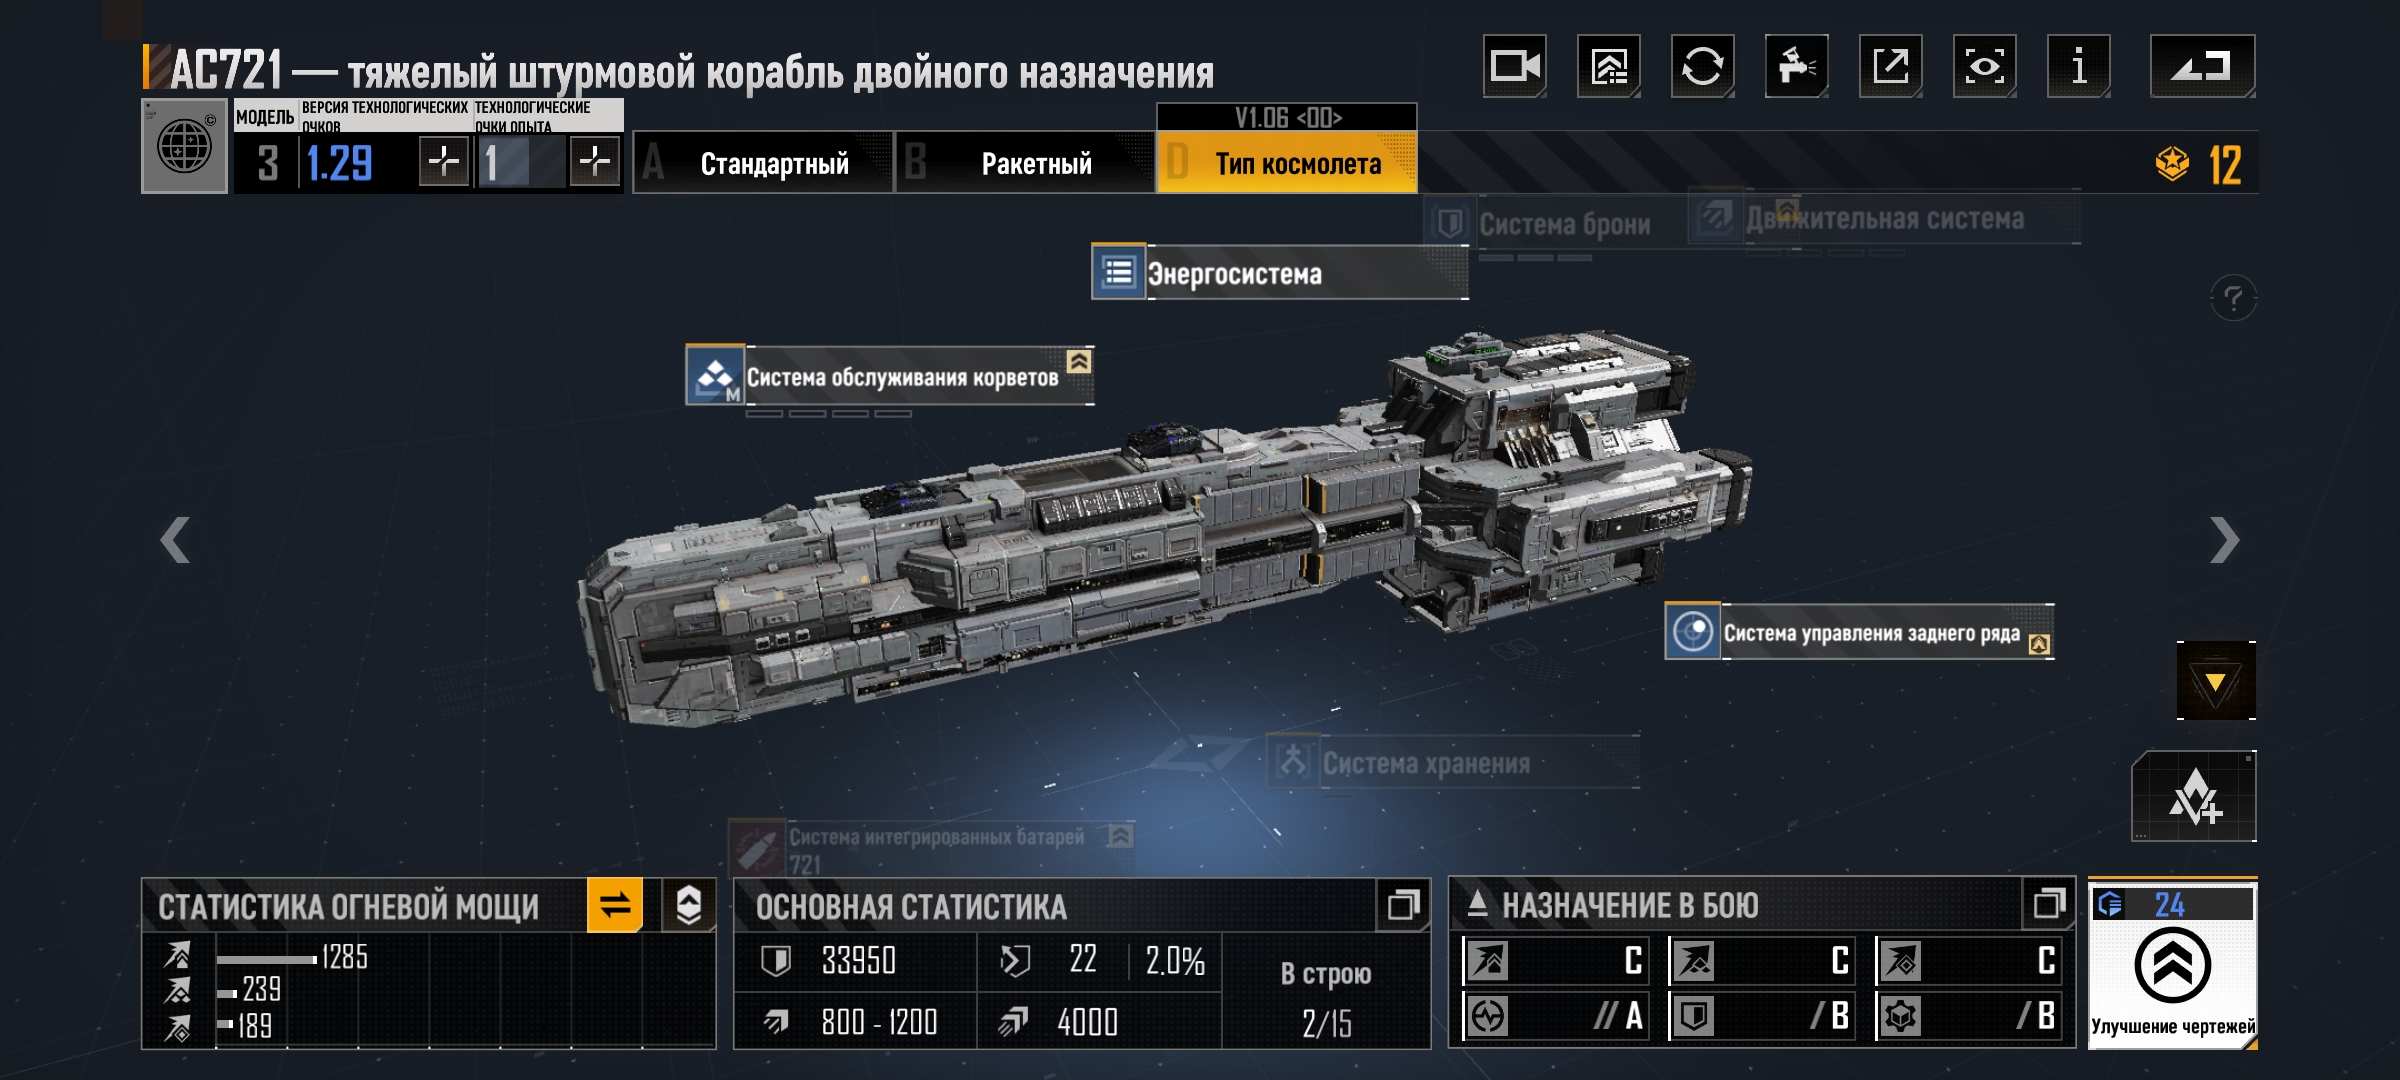 AC721 — тяжелый штурмовой корабль двойного назначения
МОДЕЛЬ
ВЕРСИЯ ТЕХНОЛОГИЧЕСКИХ ОЧКОВ
ТЕХНОЛОГИЧЕСКИЕ ОЧКИ ОПЫТА
3
1.29
1
V1.06 <00>
A Стандартный
B Ракетный
D Тип космолета
12
Система брони
Движительная система
Энергосистема
Система обслуживания корветов
M
Система управления заднего ряда
Система хранения
Система интегрированных батарей
721
СТАТИСТИКА ОГНЕВОЙ МОЩИ
1285
239
189
ОСНОВНАЯ СТАТИСТИКА
33950
22
2.0%
800 - 1200
4000
В строю
2/15
НАЗНАЧЕНИЕ В БОЮ
C
C
C
// A
/ B
/ B
24
Улучшение чертежей